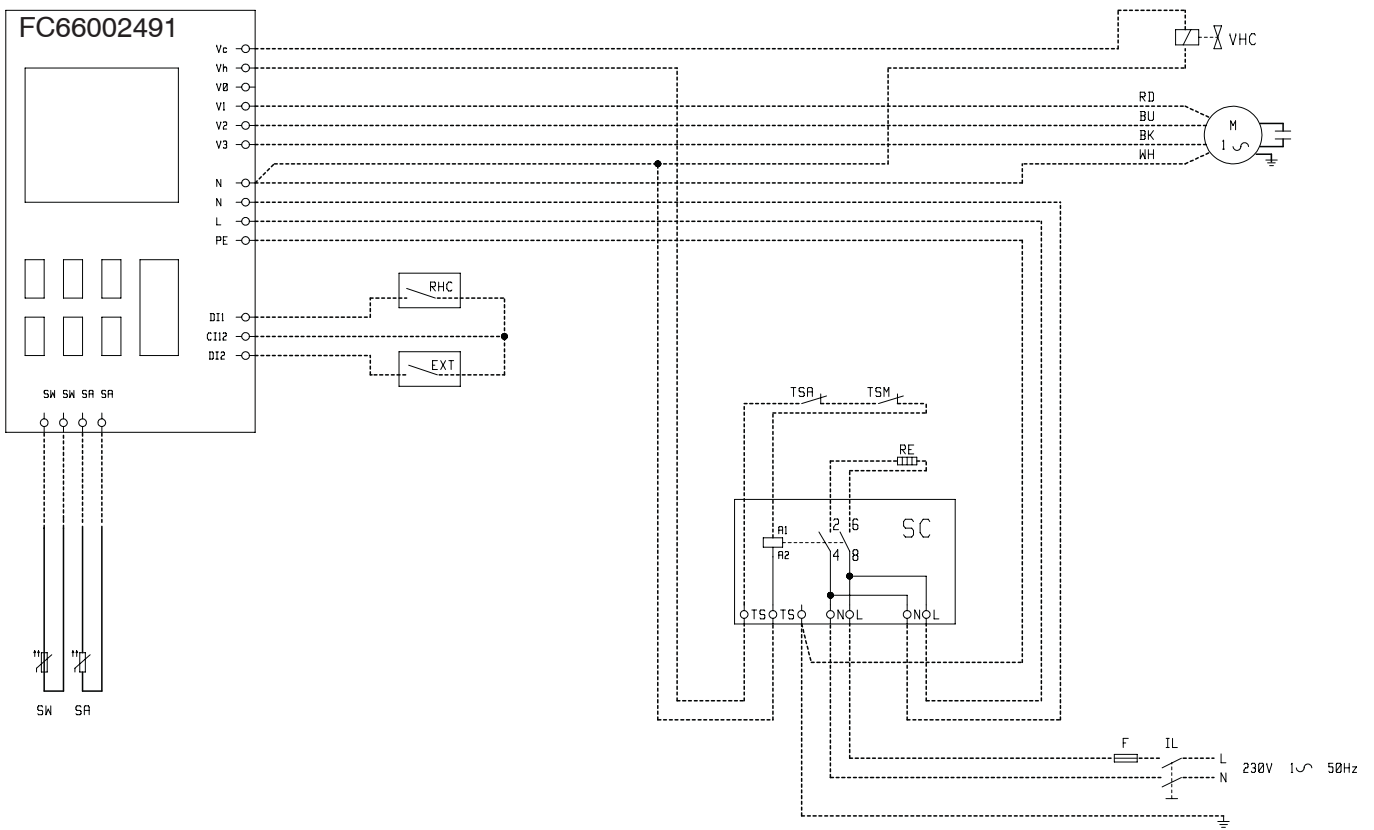 FC66002491
Vc
VHC
Vh
V0
V1 RD
V2 BU
V3 BK
WH
M
1
N
N
L
PE
RHC
DI1
CI12
DI2
EXT
SW SW SA SA
TSA TSM
RE
2 6 SC
A1
A2 4 8
TS TS N L N L
SW SA
F IL L
N
230V 1 50Hz